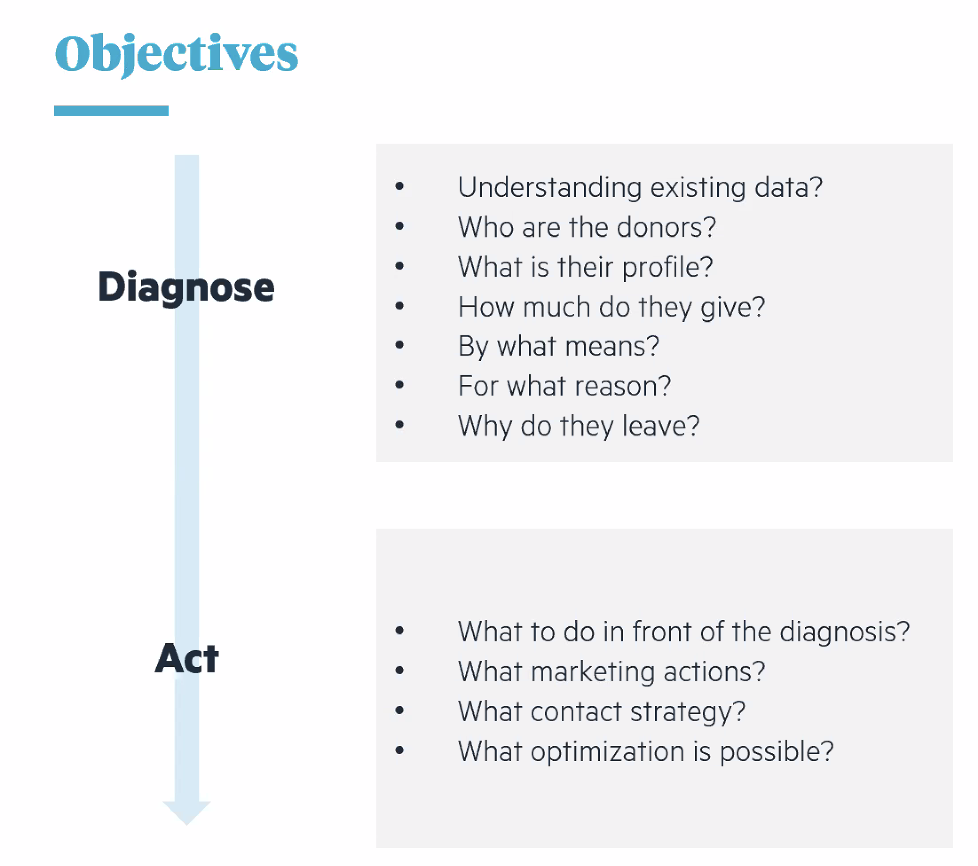 Objectives
Diagnose
• Understanding existing data?
• Who are the donors?
• What is their profile?
• How much do they give?
• By what means?
• For what reason?
• Why do they leave?
Act
• What to do in front of the diagnosis?
• What marketing actions?
• What contact strategy?
• What optimization is possible?